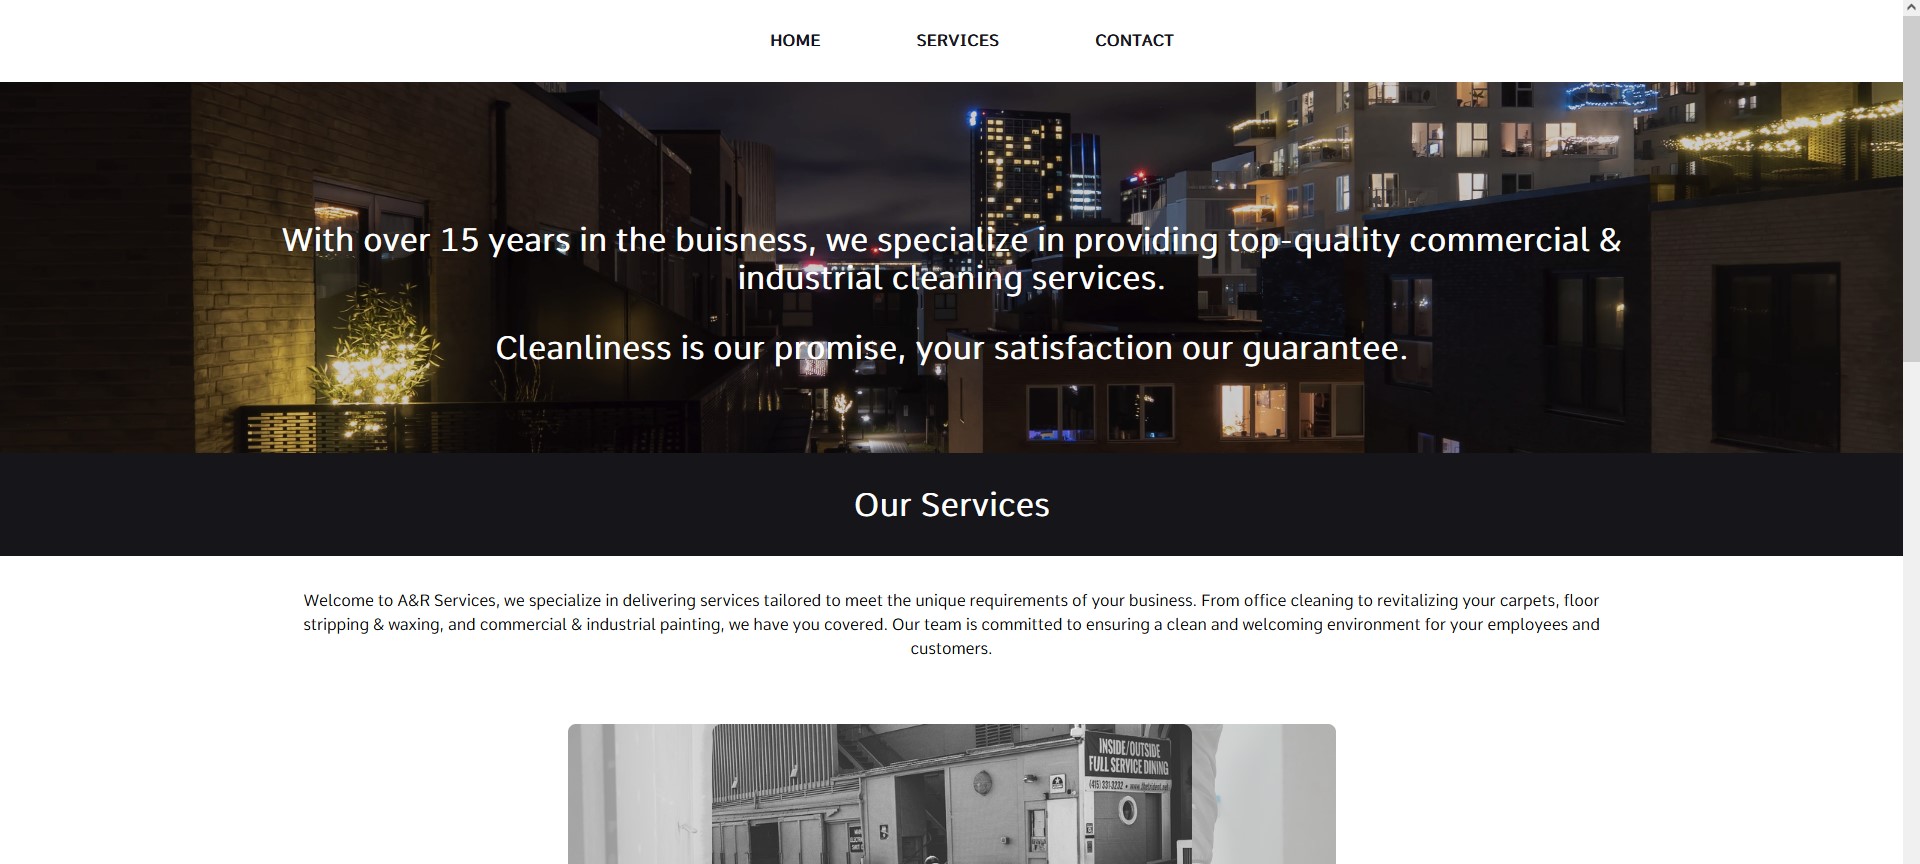 HOME SERVICES CONTACT
With over 15 years in the buisness, we specialize in providing top-quality commercial &
industrial cleaning services.
Cleanliness is our promise, your satisfaction our guarantee.
Our Services
Welcome to A&R Services, we specialize in delivering services tailored to meet the unique requirements of your business. From office cleaning to revitalizing your carpets, floor
stripping & waxing, and commercial & industrial painting, we have you covered. Our team is committed to ensuring a clean and welcoming environment for your employees and
customers.
INSIDE/OUTSIDE
FULL SERVICE DINING
(415) 331-3232